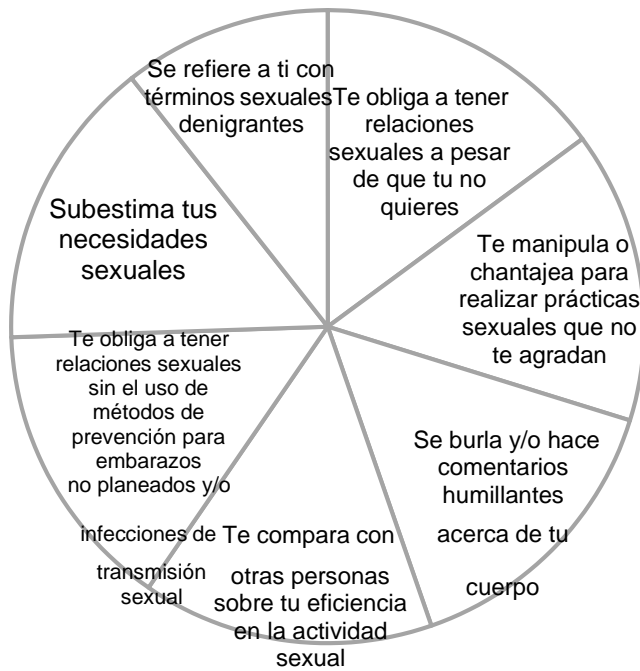 Se refiere a ti con
términos sexuales
denigrantes
Te obliga a tener
relaciones
sexuales a pesar
de que tu no
quieres
Te manipula o
chantajea para
realizar prácticas
sexuales que no
te agradan
Se burla y/o hace
comentarios
humillantes
acerca de tu
cuerpo
Te compara con
otras personas
sobre tu eficiencia
en la actividad
sexual
Te obliga a tener
relaciones sexuales
sin el uso de
métodos de
prevención para
embarazos
no planeados y/o
infecciones de
transmisión
sexual
Subestima tus
necesidades
sexuales